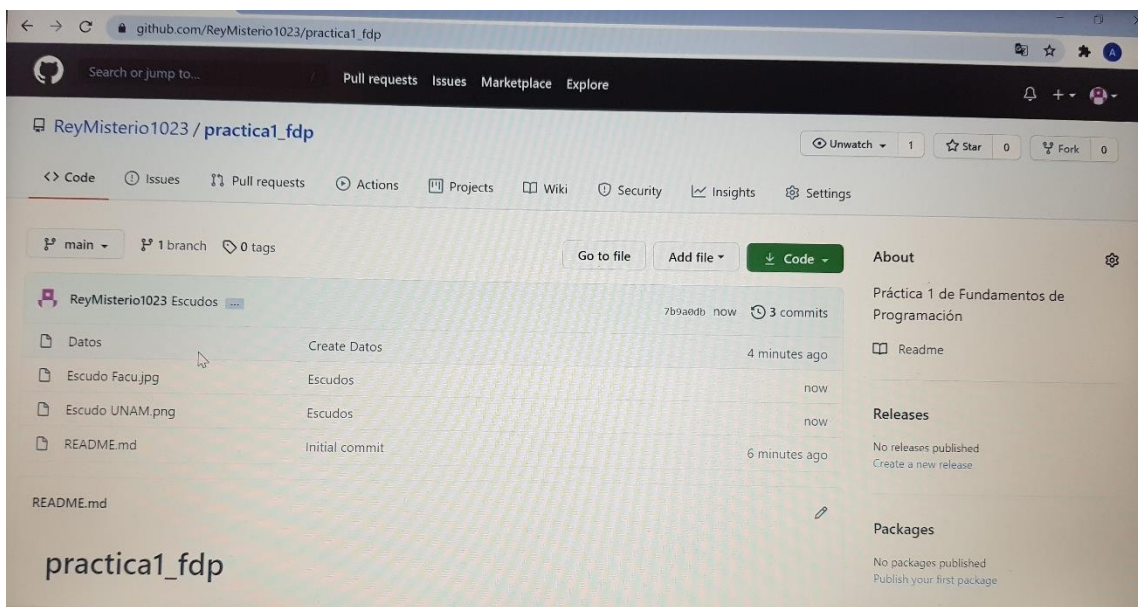 github.com/ReyMisterio1023/practica1_fdp
A
Search or jump to...
/
Pull requests Issues Marketplace Explore
ReyMisterio1023 / practica1_fdp
Unwatch 1 Star 0 Fork 0
Code Issues Pull requests Actions Projects Wiki Security Insights Settings
main 1 branch 0 tags
Go to file Add file Code
ReyMisterio1023 Escudos ... 7b9aedb now 3 commits
Datos Create Datos 4 minutes ago
Escudo Facu.jpg Escudos now
Escudo UNAM.png Escudos now
README.md Initial commit 6 minutes ago
README.md
practica1_fdp
About
Práctica 1 de Fundamentos de
Programación
Readme
Releases
No releases published
Create a new release
Packages
No packages published
Publish your first package